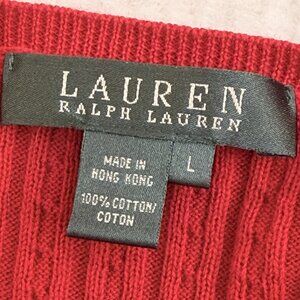 LAUREN
RALPH LAUREN
MADE IN
HONG KONG
L
100% COTTON/
COTON